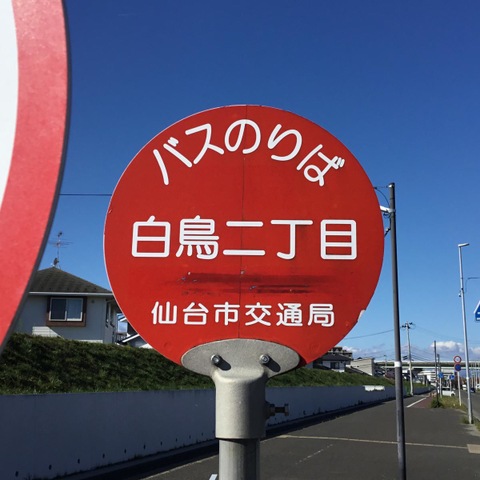 バスのりば
白鳥二丁目
仙台市交通局